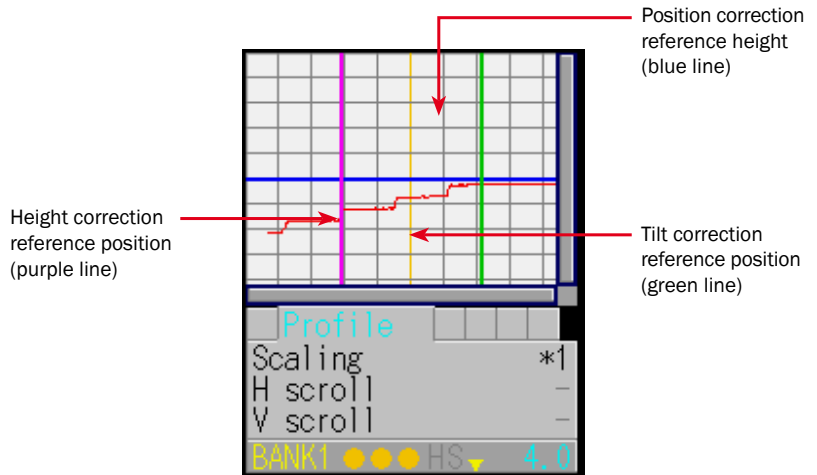 Position correction
reference height
(blue line)
Height correction
reference position
(purple line)
Tilt correction
reference position
(green line)
Profile
Scaling *1
H scroll -
V scroll -
BANK1 HS 4.0